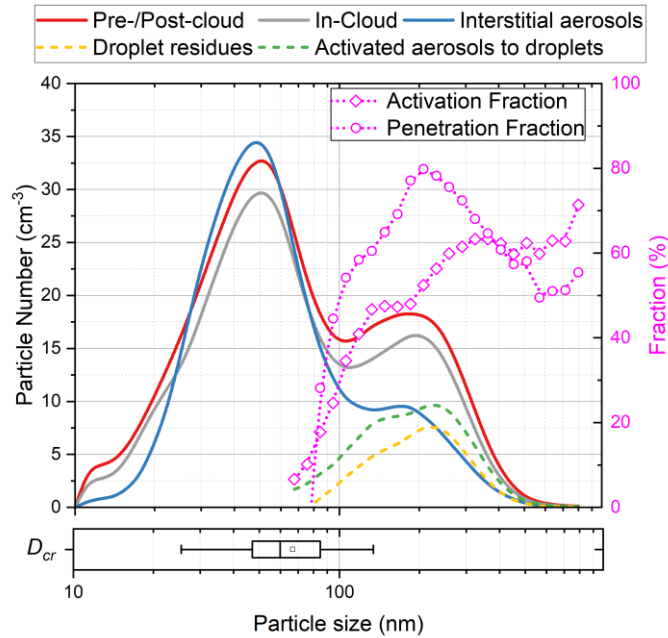 Pre-/Post-cloud In-Cloud Interstitial aerosols
Droplet residues Activated aerosols to droplets
Activation Fraction
Penetration Fraction
Particle Number (cm-3)
40
35
30
25
20
15
10
5
0
100
80
60
40
20
0
Fraction (%)
Dcr
10 100
Particle size (nm)